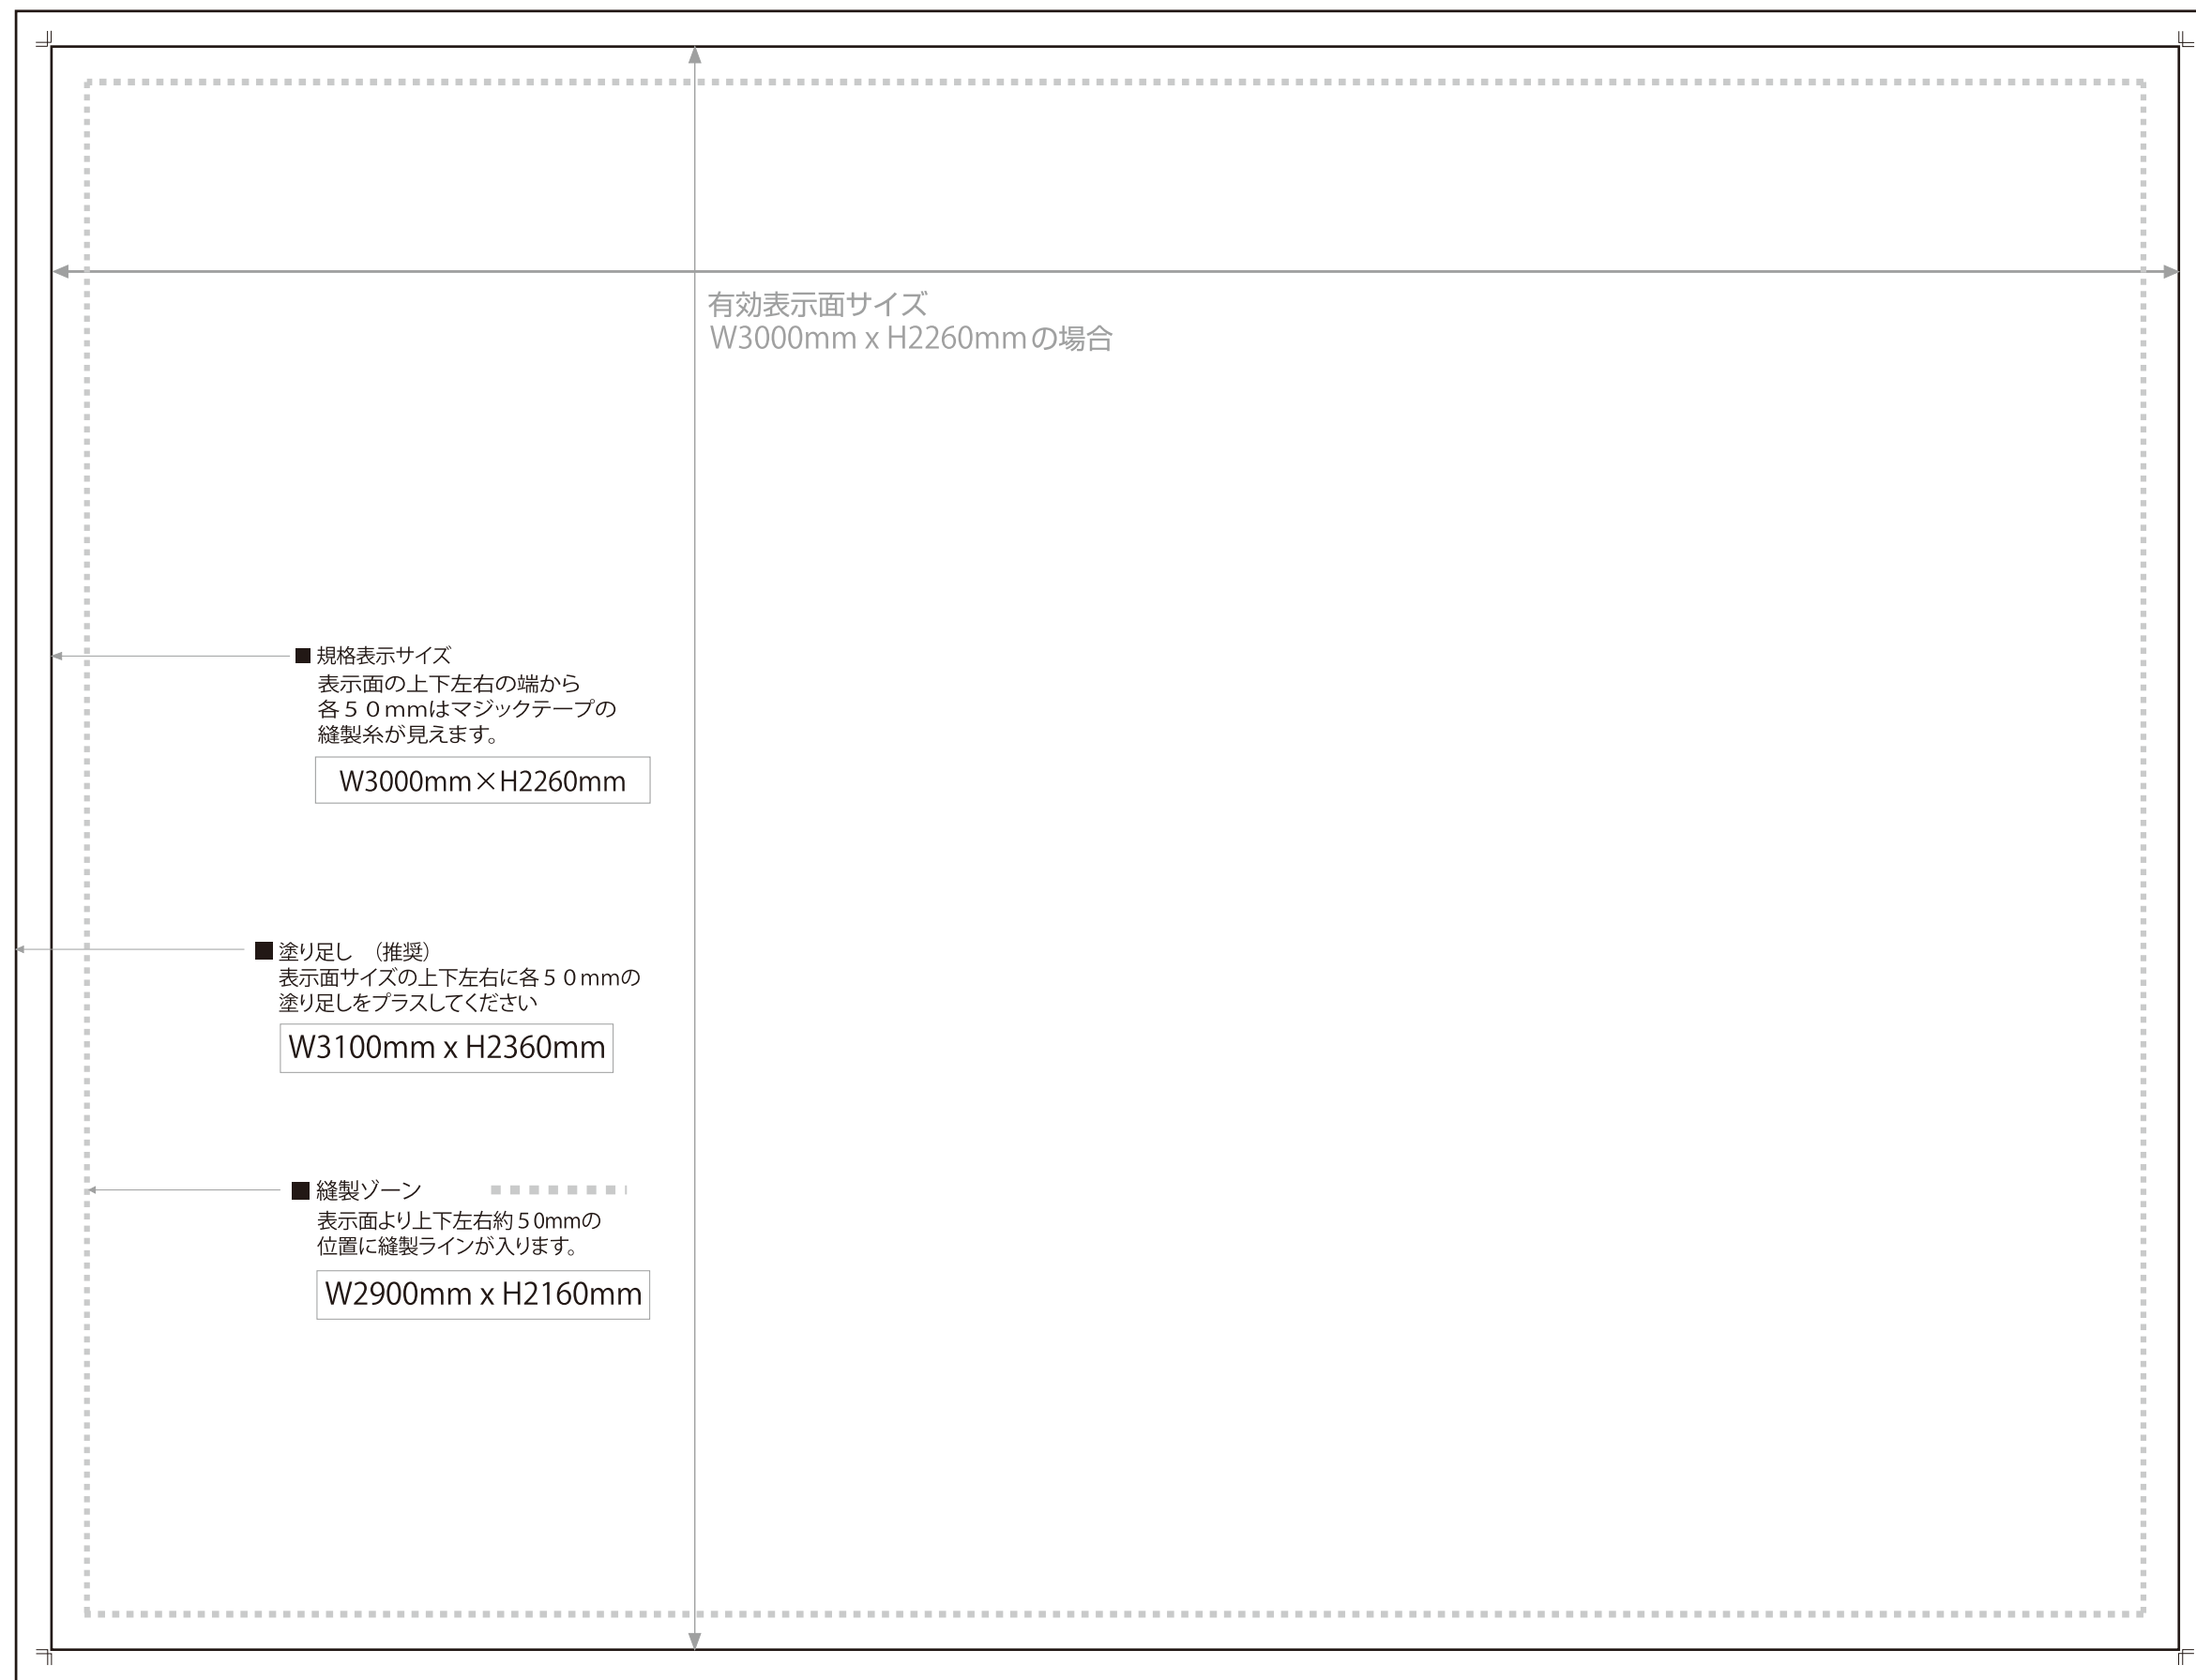 有効表示面サイズ
W3000mm x H2260mmの場合
■ 規格表示サイズ
表示面の上下左右の端から
各５０mmはマジックテープの
縫製糸が見えます。
W3000mm×H2260mm
■ 塗り足し （推奨）
表示面サイズの上下左右に各５０mmの
塗り足しをプラスしてください
W3100mm x H2360mm
■ 縫製ゾーン
表示面より上下左右約５0mmの
位置に縫製ラインが入ります。
W2900mm x H2160mm